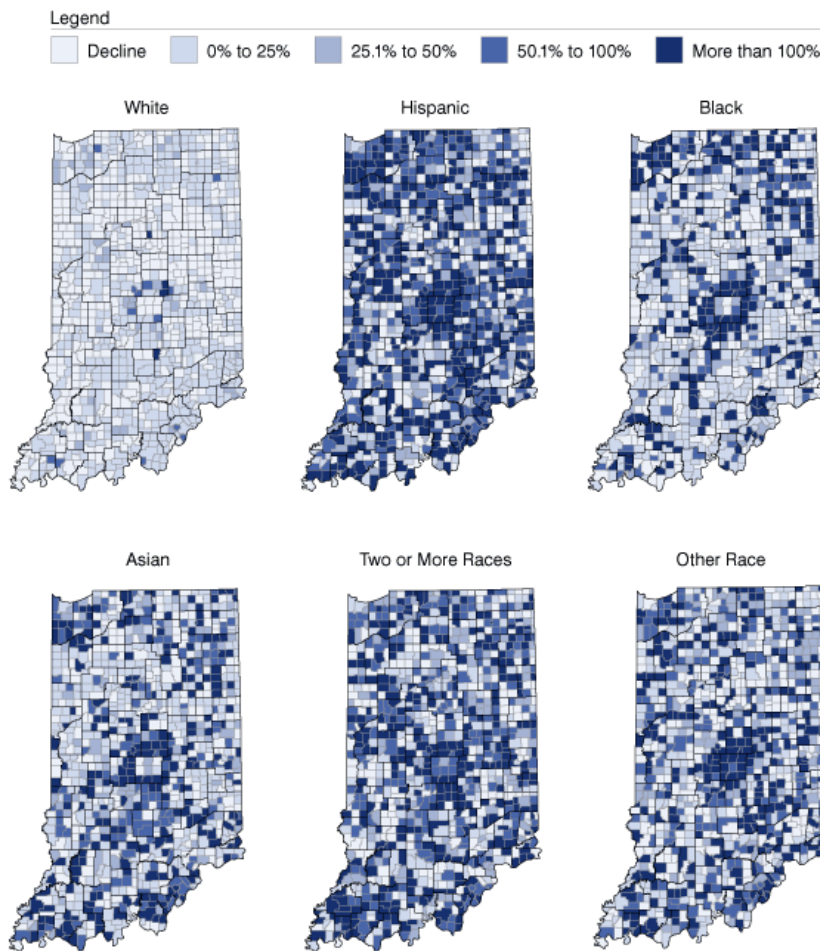 Legend
Decline 0% to 25% 25.1% to 50% 50.1% to 100% More than 100%
White Hispanic Black
Asian Two or More Races Other Race